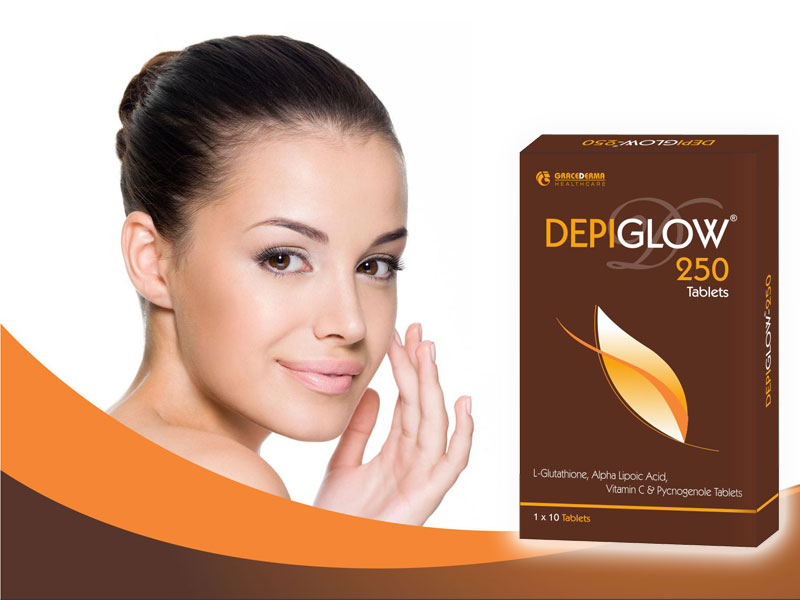 DEPIGLOW-250
GRACEDERMA
HEALTHCARE
DEPIGLOW®
250
Tablets
DEPIGLOW-250
L-Glutathione, Alpha Lipoic Acid,
Vitamin C & Pycnogenole Tablets
1 x 10 Tablets